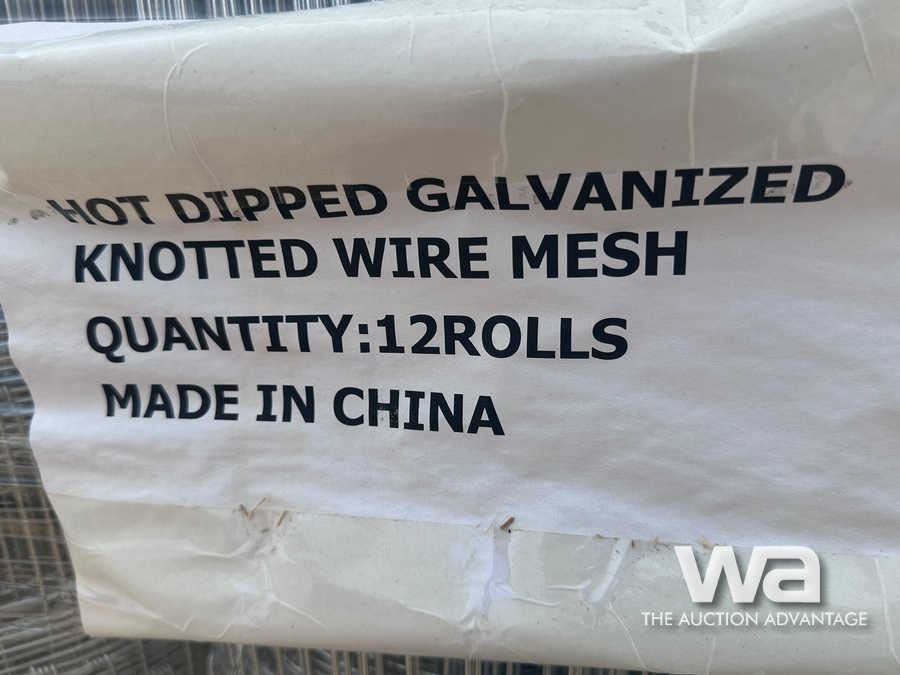 HOT DIPPED GALVANIZED
KNOTTED WIRE MESH
QUANTITY:12ROLLS
MADE IN CHINA
wa
THE AUCTION ADVANTAGE